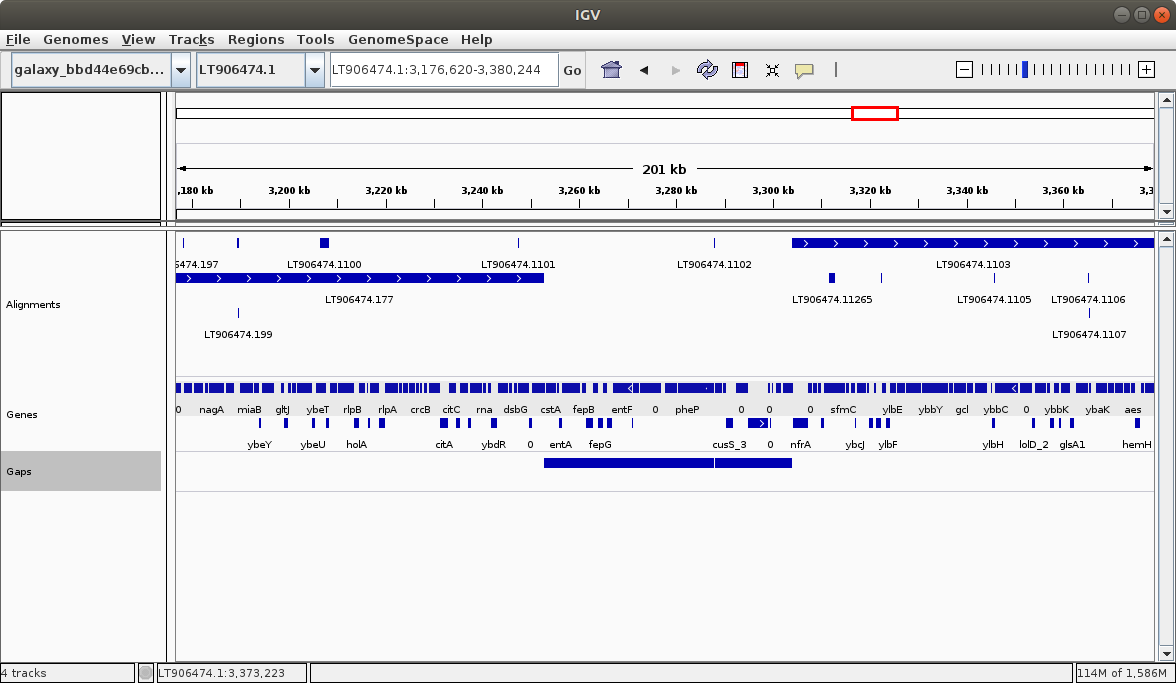 IGV
File Genomes View Tracks Regions Tools GenomeSpace Help
galaxy_bbd44e69cb... LT906474.1 LT906474.1:3,176,620-3,380,244 Go
201 kb
,180 kb 3,200 kb 3,220 kb 3,240 kb 3,260 kb 3,280 kb 3,300 kb 3,320 kb 3,340 kb 3,360 kb 3,3
6474.197 LT906474.1100 LT906474.1101 LT906474.1102 LT906474.1103
Alignments
LT906474.177 LT906474.11265 LT906474.1105 LT906474.1106
LT906474.199 LT906474.1107
Genes
0 nagA miaB gltJ ybeT rlpB rlpA crcB citC rna dsbG cstA fepB entF 0 pheP 0 0 0 sfmC ylbE ybbY gcl ybbC 0 ybbK ybaK aes
ybeY ybeU holA citA ybdR 0 entA fepG cusS_3 0 nfrA ybcJ ylbF ylbH lolD_2 glsA1 hemH
Gaps
4 tracks LT906474.1:3,373,223 114M of 1,586M